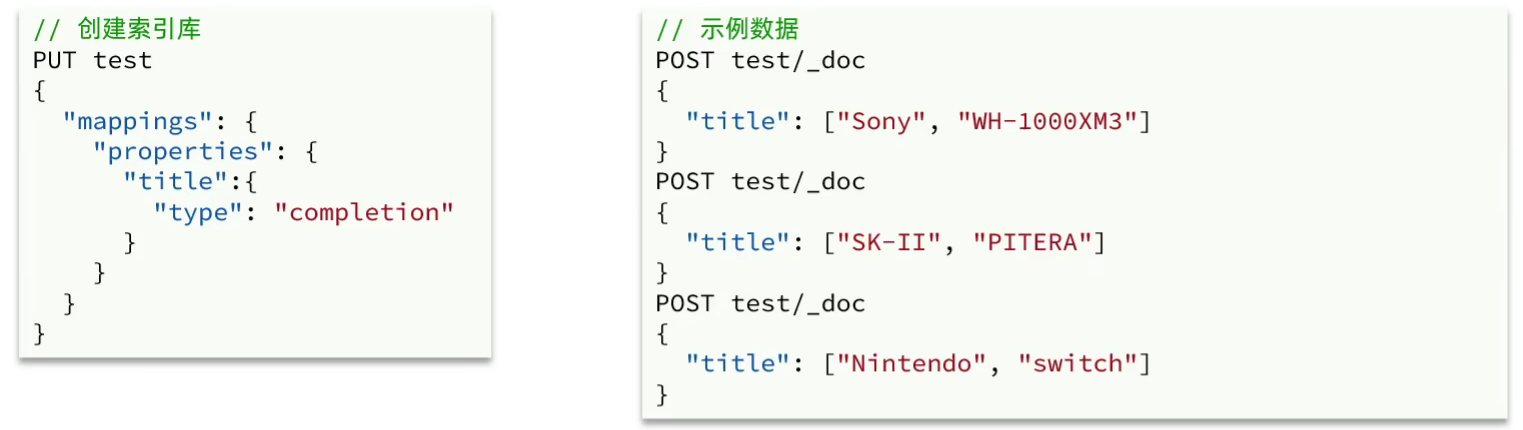 // 创建索引库
PUT test
{
  "mappings": {
    "properties": {
      "title":{
        "type": "completion"
      }
    }
  }
}
// 示例数据
POST test/_doc
{
  "title": ["Sony", "WH-1000XM3"]
}
POST test/_doc
{
  "title": ["SK-II", "PITERA"]
}
POST test/_doc
{
  "title": ["Nintendo", "switch"]
}